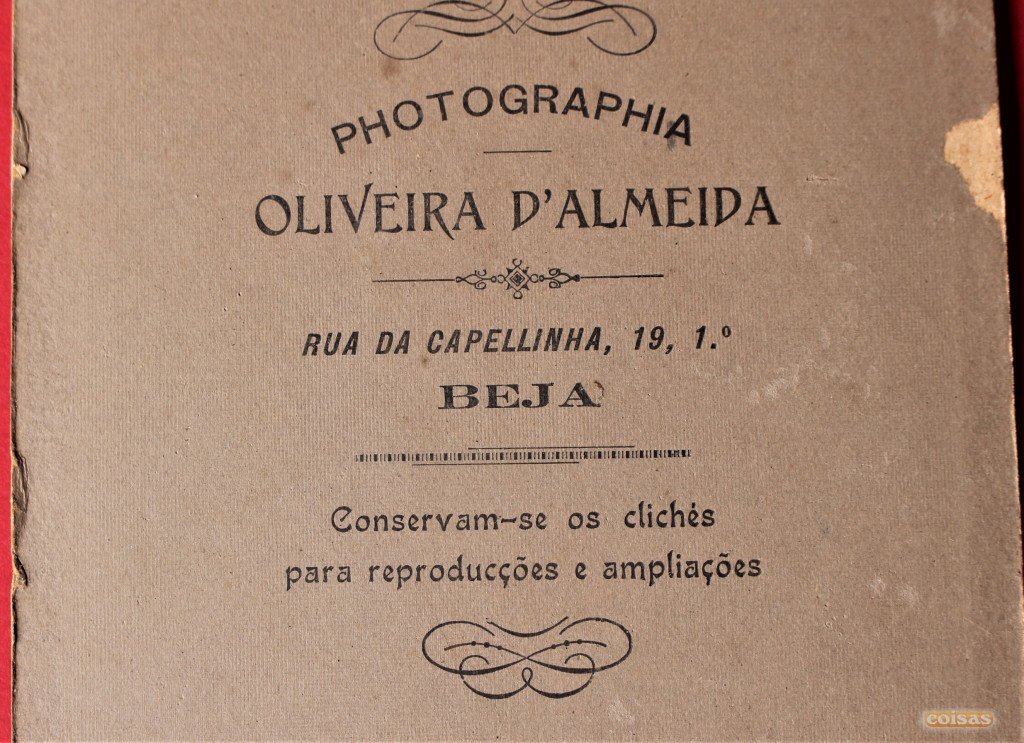 PHOTOGRAPHIA
OLIVEIRA D'ALMEIDA
RUA DA CAPELLINHA, 19, 1.º
BEJA
Conservam-se os clichés
para reproducções e ampliações
coisas